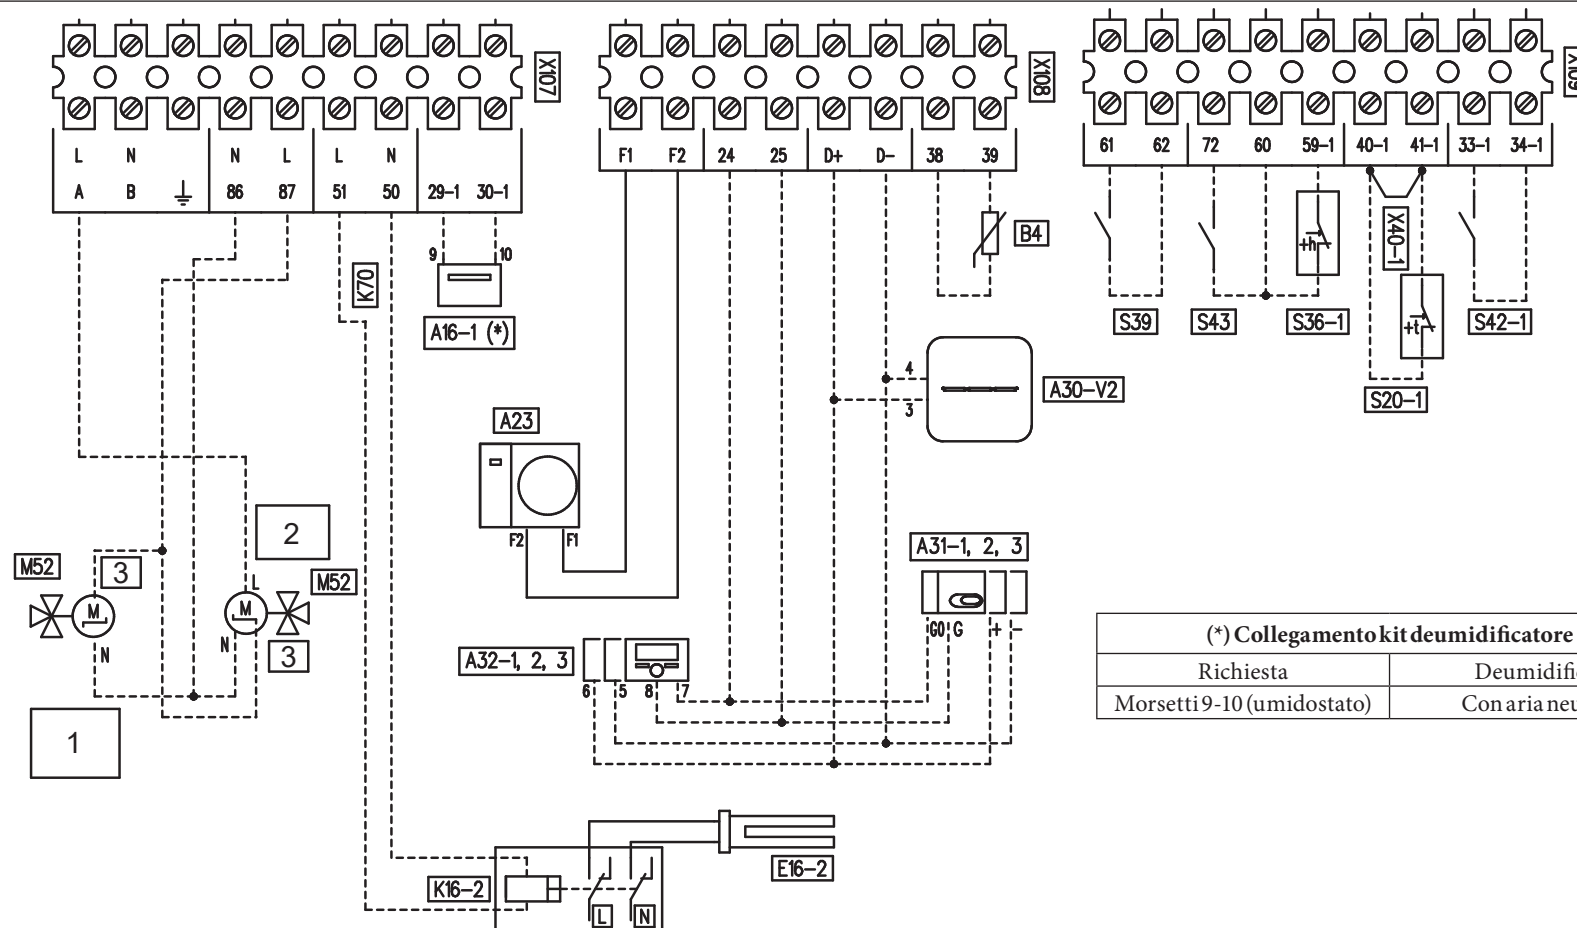 X107
X108
L N N L L N
A B 86 87 51 50 29-1 30-1
F1 F2 24 25 D+ D- 38 39
61 62 72 60 59-1 40-1 41-1 33-1 34-1
9 10
K70
A16-1 (*)
B4
+h
X40-1
+t
S39
S43
S36-1
S42-1
S20-1
4
3
A30-V2
A23
F2 F1
2
M52
3
L
M52
M
M
N
N
3
1
A31-1, 2, 3
G0 G + -
A32-1, 2, 3
6 5 8 7
E16-2
K16-2
L N
(*) Collegamento kit deumidificatore
Richiesta
Morsetti 9-10 (umidostato)
Con aria